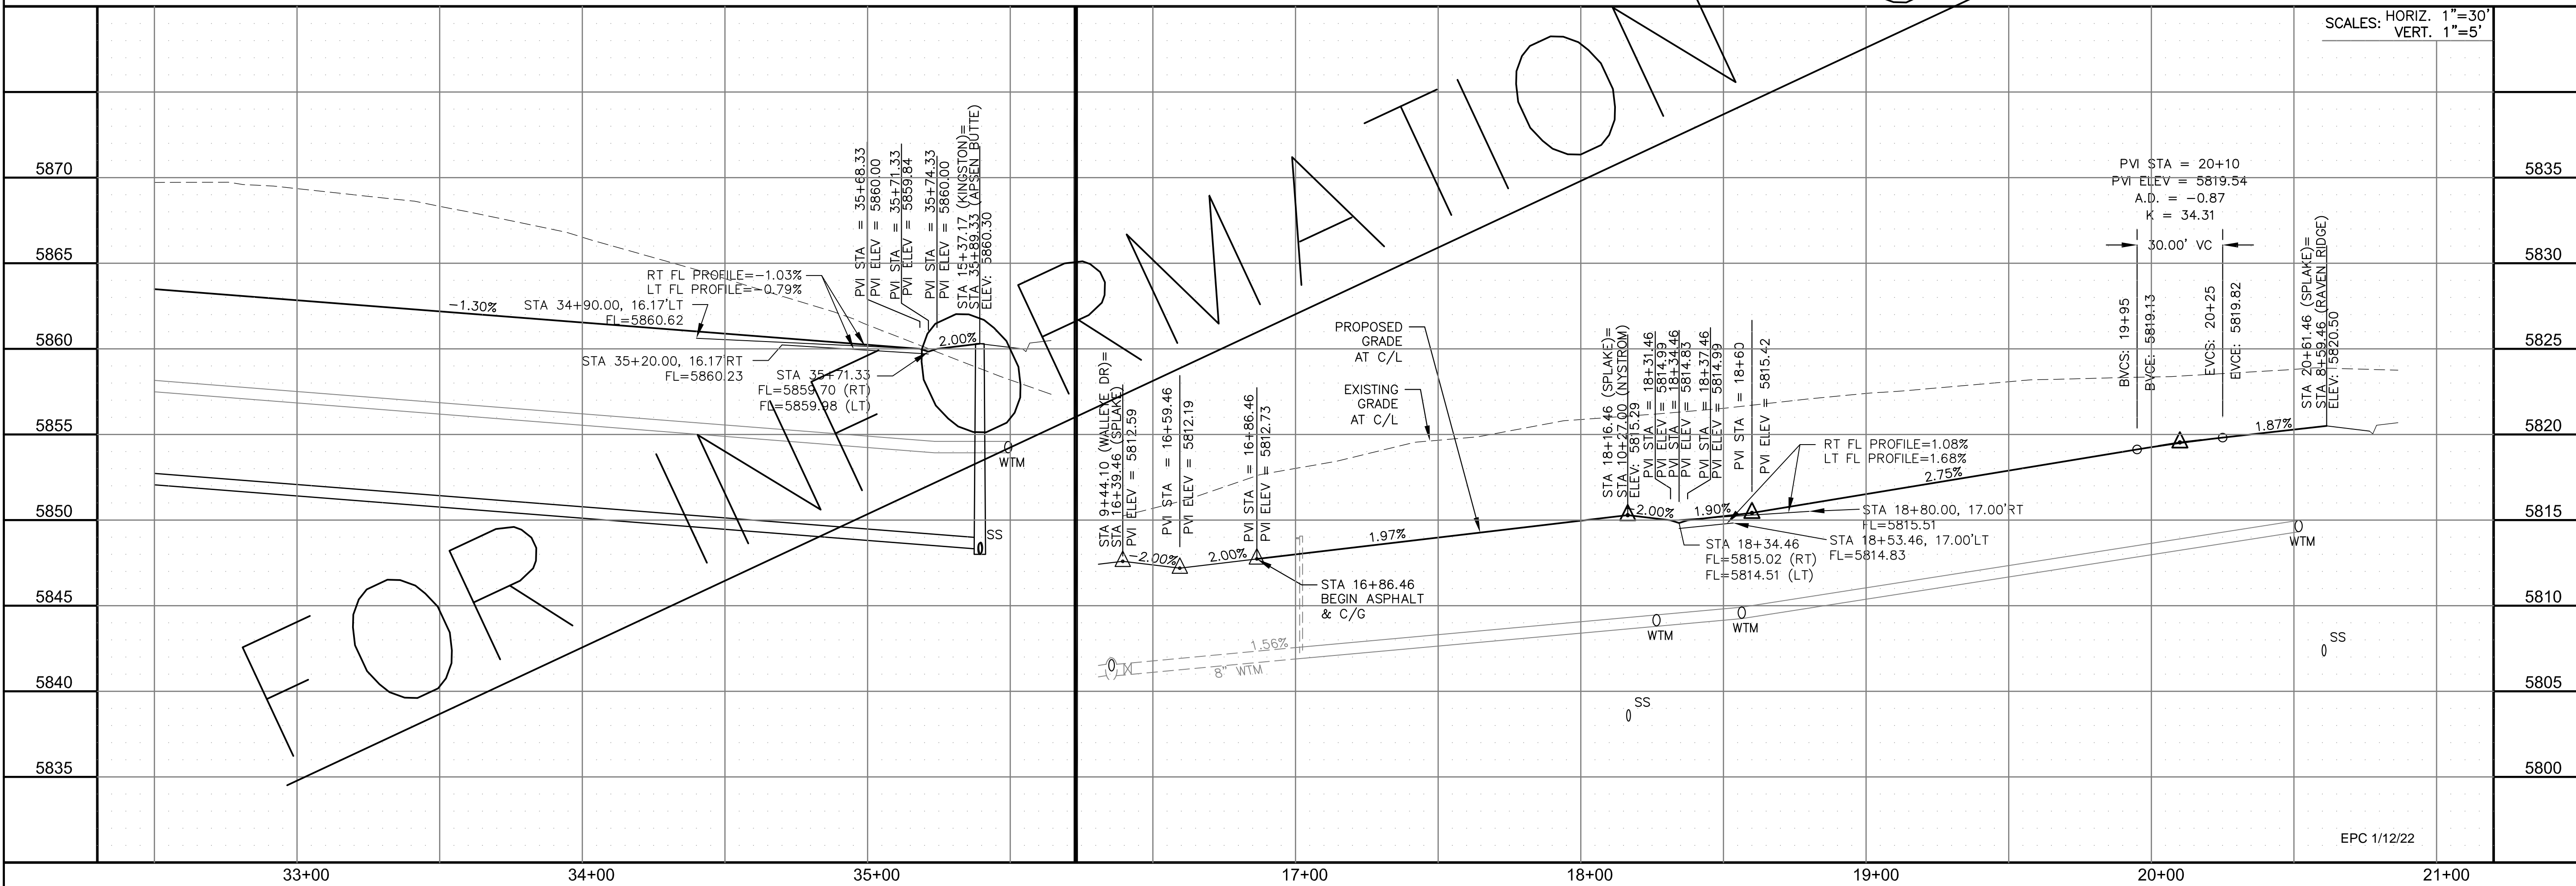 SCALES: HORIZ. 1"=30'
VERT. 1"=5'
FOR INFORMATION
5870
5865
5860
5855
5850
5845
5840
5835
RT FL PROFILE=-1.03%
LT FL PROFILE=-0.79%
-1.30%
STA 34+90.00, 16.17'LT
FL=5860.62
STA 35+20.00, 16.17'RT
FL=5860.23
STA 35+71.33
FL=5859.70 (RT)
FL=5859.98 (LT)
PVI STA = 35+68.33
PVI ELEV = 5860.00
PVI STA = 35+71.33
PVI ELEV = 5859.84
PVI STA = 35+74.33
PVI ELEV = 5860.00
STA 15+37.17 (KINGSTON)=
STA 35+89.33 (APSEN BUTTE)
ELEV: 5860.30
2.00%
WTM
SS
STA 9+44.10 (WALLEYE DR)=
STA 16+39.46 (SPLAKE)
PVI ELEV = 5812.59
PVI STA = 16+59.46
PVI ELEV = 5812.19
PVI STA = 16+86.46
PVI ELEV = 5812.73
-2.00%
2.00%
1.97%
STA 16+86.46
BEGIN ASPHALT
& C/G
1.56%
8" WTM
PROPOSED
GRADE
AT C/L
EXISTING
GRADE
AT C/L
STA 18+16.46 (SPLAKE)=
STA 10+27.00 (NYSTROM)
ELEV: 5815.29
PVI STA = 18+31.46
PVI ELEV = 5814.99
PVI STA = 18+34.46
PVI ELEV = 5814.83
PVI STA = 18+37.46
PVI ELEV = 5814.99
PVI STA = 18+60
PVI ELEV = 5815.42
-2.00%
1.90%
RT FL PROFILE=1.08%
LT FL PROFILE=1.68%
2.75%
STA 18+80.00, 17.00'RT
FL=5815.51
STA 18+53.46, 17.00'LT
FL=5814.83
STA 18+34.46
FL=5815.02 (RT)
FL=5814.51 (LT)
WTM
WTM
SS
PVI STA = 20+10
PVI ELEV = 5819.54
A.D. = -0.87
K = 34.31
30.00' VC
BVCS: 19+95
BVCE: 5819.13
EVCS: 20+25
EVCE: 5819.82
STA 20+61.46 (SPLAKE)=
STA 8+59.46 (RAVEN RIDGE)
ELEV: 5820.50
1.87%
WTM
SS
5835
5830
5825
5820
5815
5810
5805
5800
EPC 1/12/22
33+00
34+00
35+00
17+00
18+00
19+00
20+00
21+00